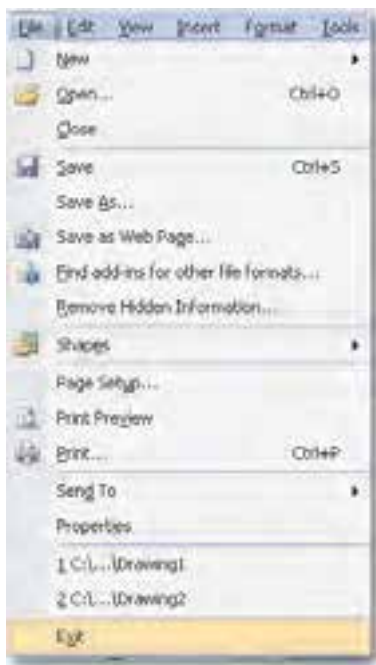 File Edit View Insert Format Tools
New
Open... Ctrl+O
Close
Save Ctrl+S
Save As...
Save as Web Page...
Find add-ins for other file formats...
Remove Hidden Information...
Shapes
Page Setup...
Print Preview
Print... Ctrl+P
Send To
Properties
1 C:\...\Drawing1
2 C:\...\Drawing2
Exit